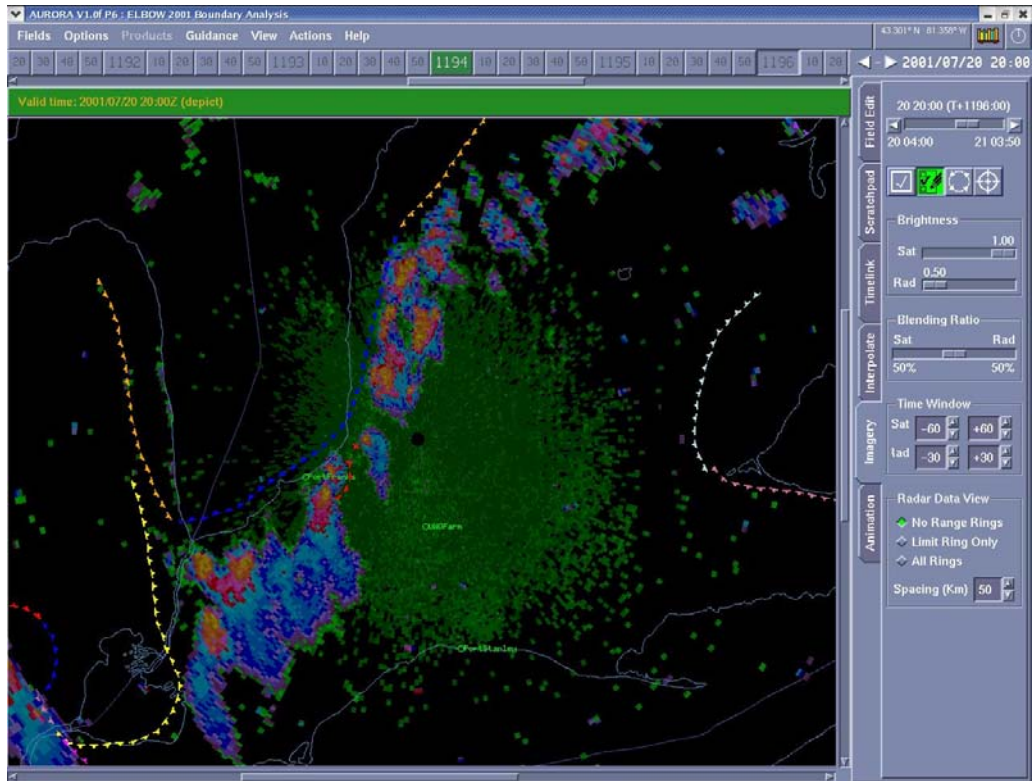 AURORA V1.0f P6 : ELBOW 2001 Boundary Analysis
Fields Options Products Guidance View Actions Help
43.301° N 81.358° W
20 30 40 50 1192 10 20 30 40 50 1193 10 20 30 40 50 1194 10 20 30 40 50 1195 10 20 30 40 50 1196 10 20
2001/07/20 20:00
Valid time: 2001/07/20 20:00Z (depict)
Field Edit
Scratchpad
Timelink
Interpolate
Imagery
Animation
20 20:00 (T+1196:00)
20 04:00 21 03:50
Brightness
1.00
Sat
0.50
Rad
Blending Ratio
Sat Rad
50% 50%
Time Window
Sat -60 +60
Rad -30 +30
Radar Data View
No Range Rings
Limit Ring Only
All Rings
Spacing (Km) 50